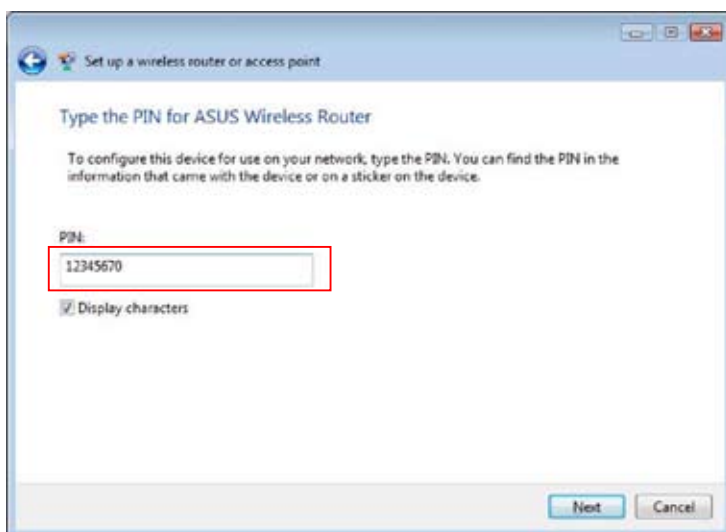 Set up a wireless router or access point
Type the PIN for ASUS Wireless Router
To configure this device for use on your network, type the PIN. You can find the PIN in the
information that came with the device or on a sticker on the device.
PIN:
12345670
Display characters
Next Cancel